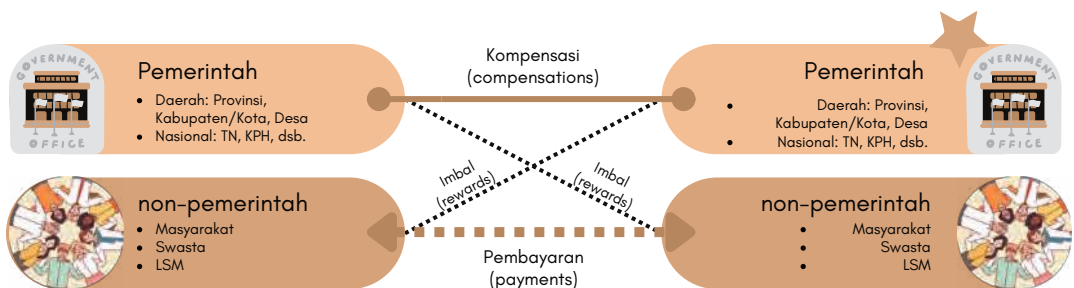 GOVERNMENT
OFFICE
Pemerintah
• Daerah: Provinsi,
Kabupaten/Kota, Desa
• Nasional: TN, KPH, dsb.
Kompensasi
(compensations)
Pemerintah
• Daerah: Provinsi,
Kabupaten/Kota, Desa
• Nasional: TN, KPH, dsb.
GOVERNMENT
OFFICE
Imbal
(rewards)
Imbal
(rewards)
non-pemerintah
• Masyarakat
• Swasta
• LSM
Pembayaran
(payments)
non-pemerintah
• Masyarakat
• Swasta
• LSM